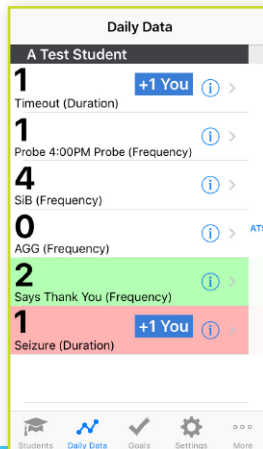 Daily Data
A Test Student
1
+1 You
Timeout (Duration)
1
Probe 4:00PM Probe (Frequency)
4
SiB (Frequency)
0
ATS
AGG (Frequency)
2
Says Thank You (Frequency)
1
+1 You
Seizure (Duration)
Students Daily Data Goals Settings More